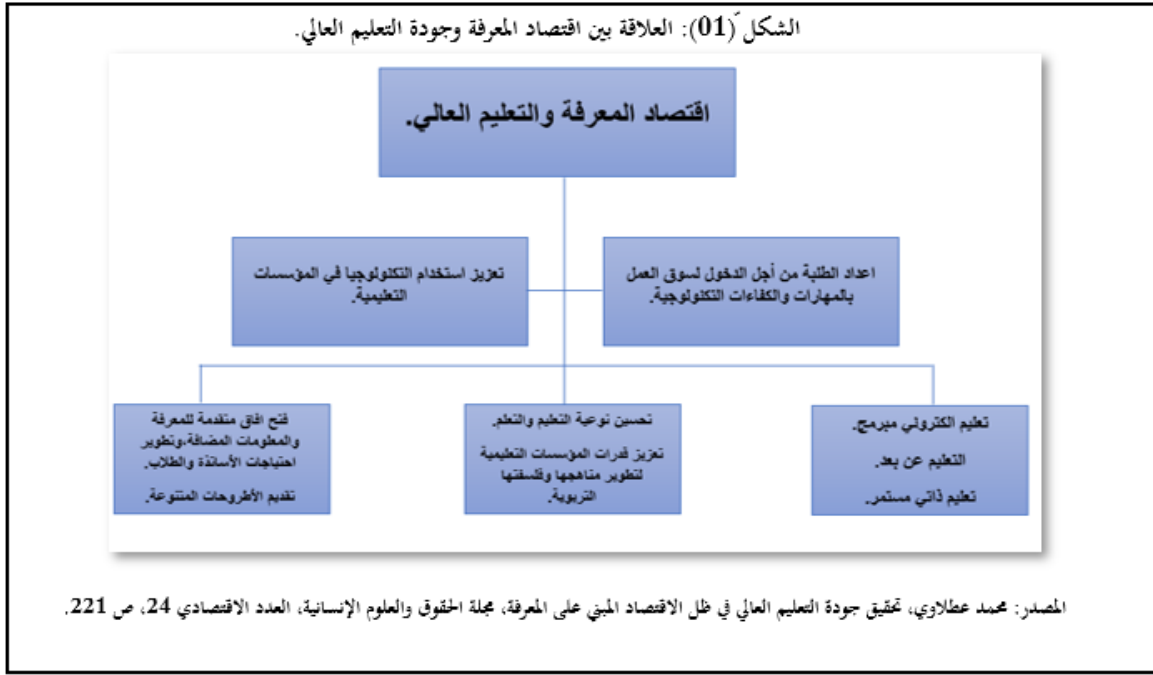 الشكل (01): العلاقة بين اقتصاد المعرفة وجودة التعليم العالي.
اقتصاد المعرفة والتعليم العالي.
اعداد الطلبة من أجل الدخول لسوق العمل
بالمهارات والكفاءات التكنولوجية.
تعزيز استخدام التكنولوجيا في المؤسسات
التعليمية.
تعليم الكتروني مبرمج.
التعليم عن بعد.
تعليم ذاتي مستمر.
تحسين نوعية التعليم والتعلم.
تعزيز قدرات المؤسسات التعليمية
لتطوير مناهجها وفلسفتها
التربوية.
فتح افاق متقدمة للمعرفة
والمعلومات المضافة،وتطوير
احتياجات الأساتذة والطلاب.
تقديم الأطروحات المتنوعة.
المصدر: محمد عطلاوي، تحقيق جودة التعليم العالي في ظل الاقتصاد المبني على المعرفة، مجلة الحقوق والعلوم الإنسانية، العدد الاقتصادي 24، ص 221.